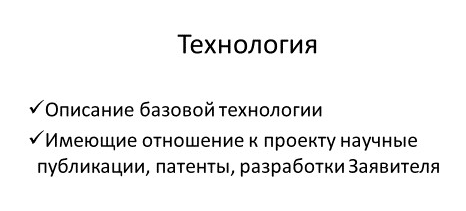 Технология
✓Описание базовой технологии
✓Имеющие отношение к проекту научные
публикации, патенты, разработки Заявителя